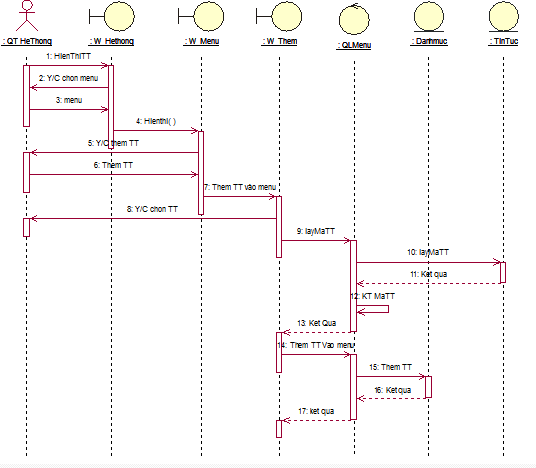 : QT HeThong
: W_Hethong
: W_Menu
: W_Them
: QLMenu
: Danhmuc
: TinTuc
1: HienThiTT
2: Y/C chon menu
3: menu
4: Hienthi( )
5: Y/C them TT
6: Them TT
7: Them TT vào menu
8: Y/C chon TT
9: layMaTT
10: layMaTT
11: Ket qua
12: KT MaTT
13: Ket Qua
14: Them TT Vao menu
15: Them TT
16: Ket qua
17: ket qua